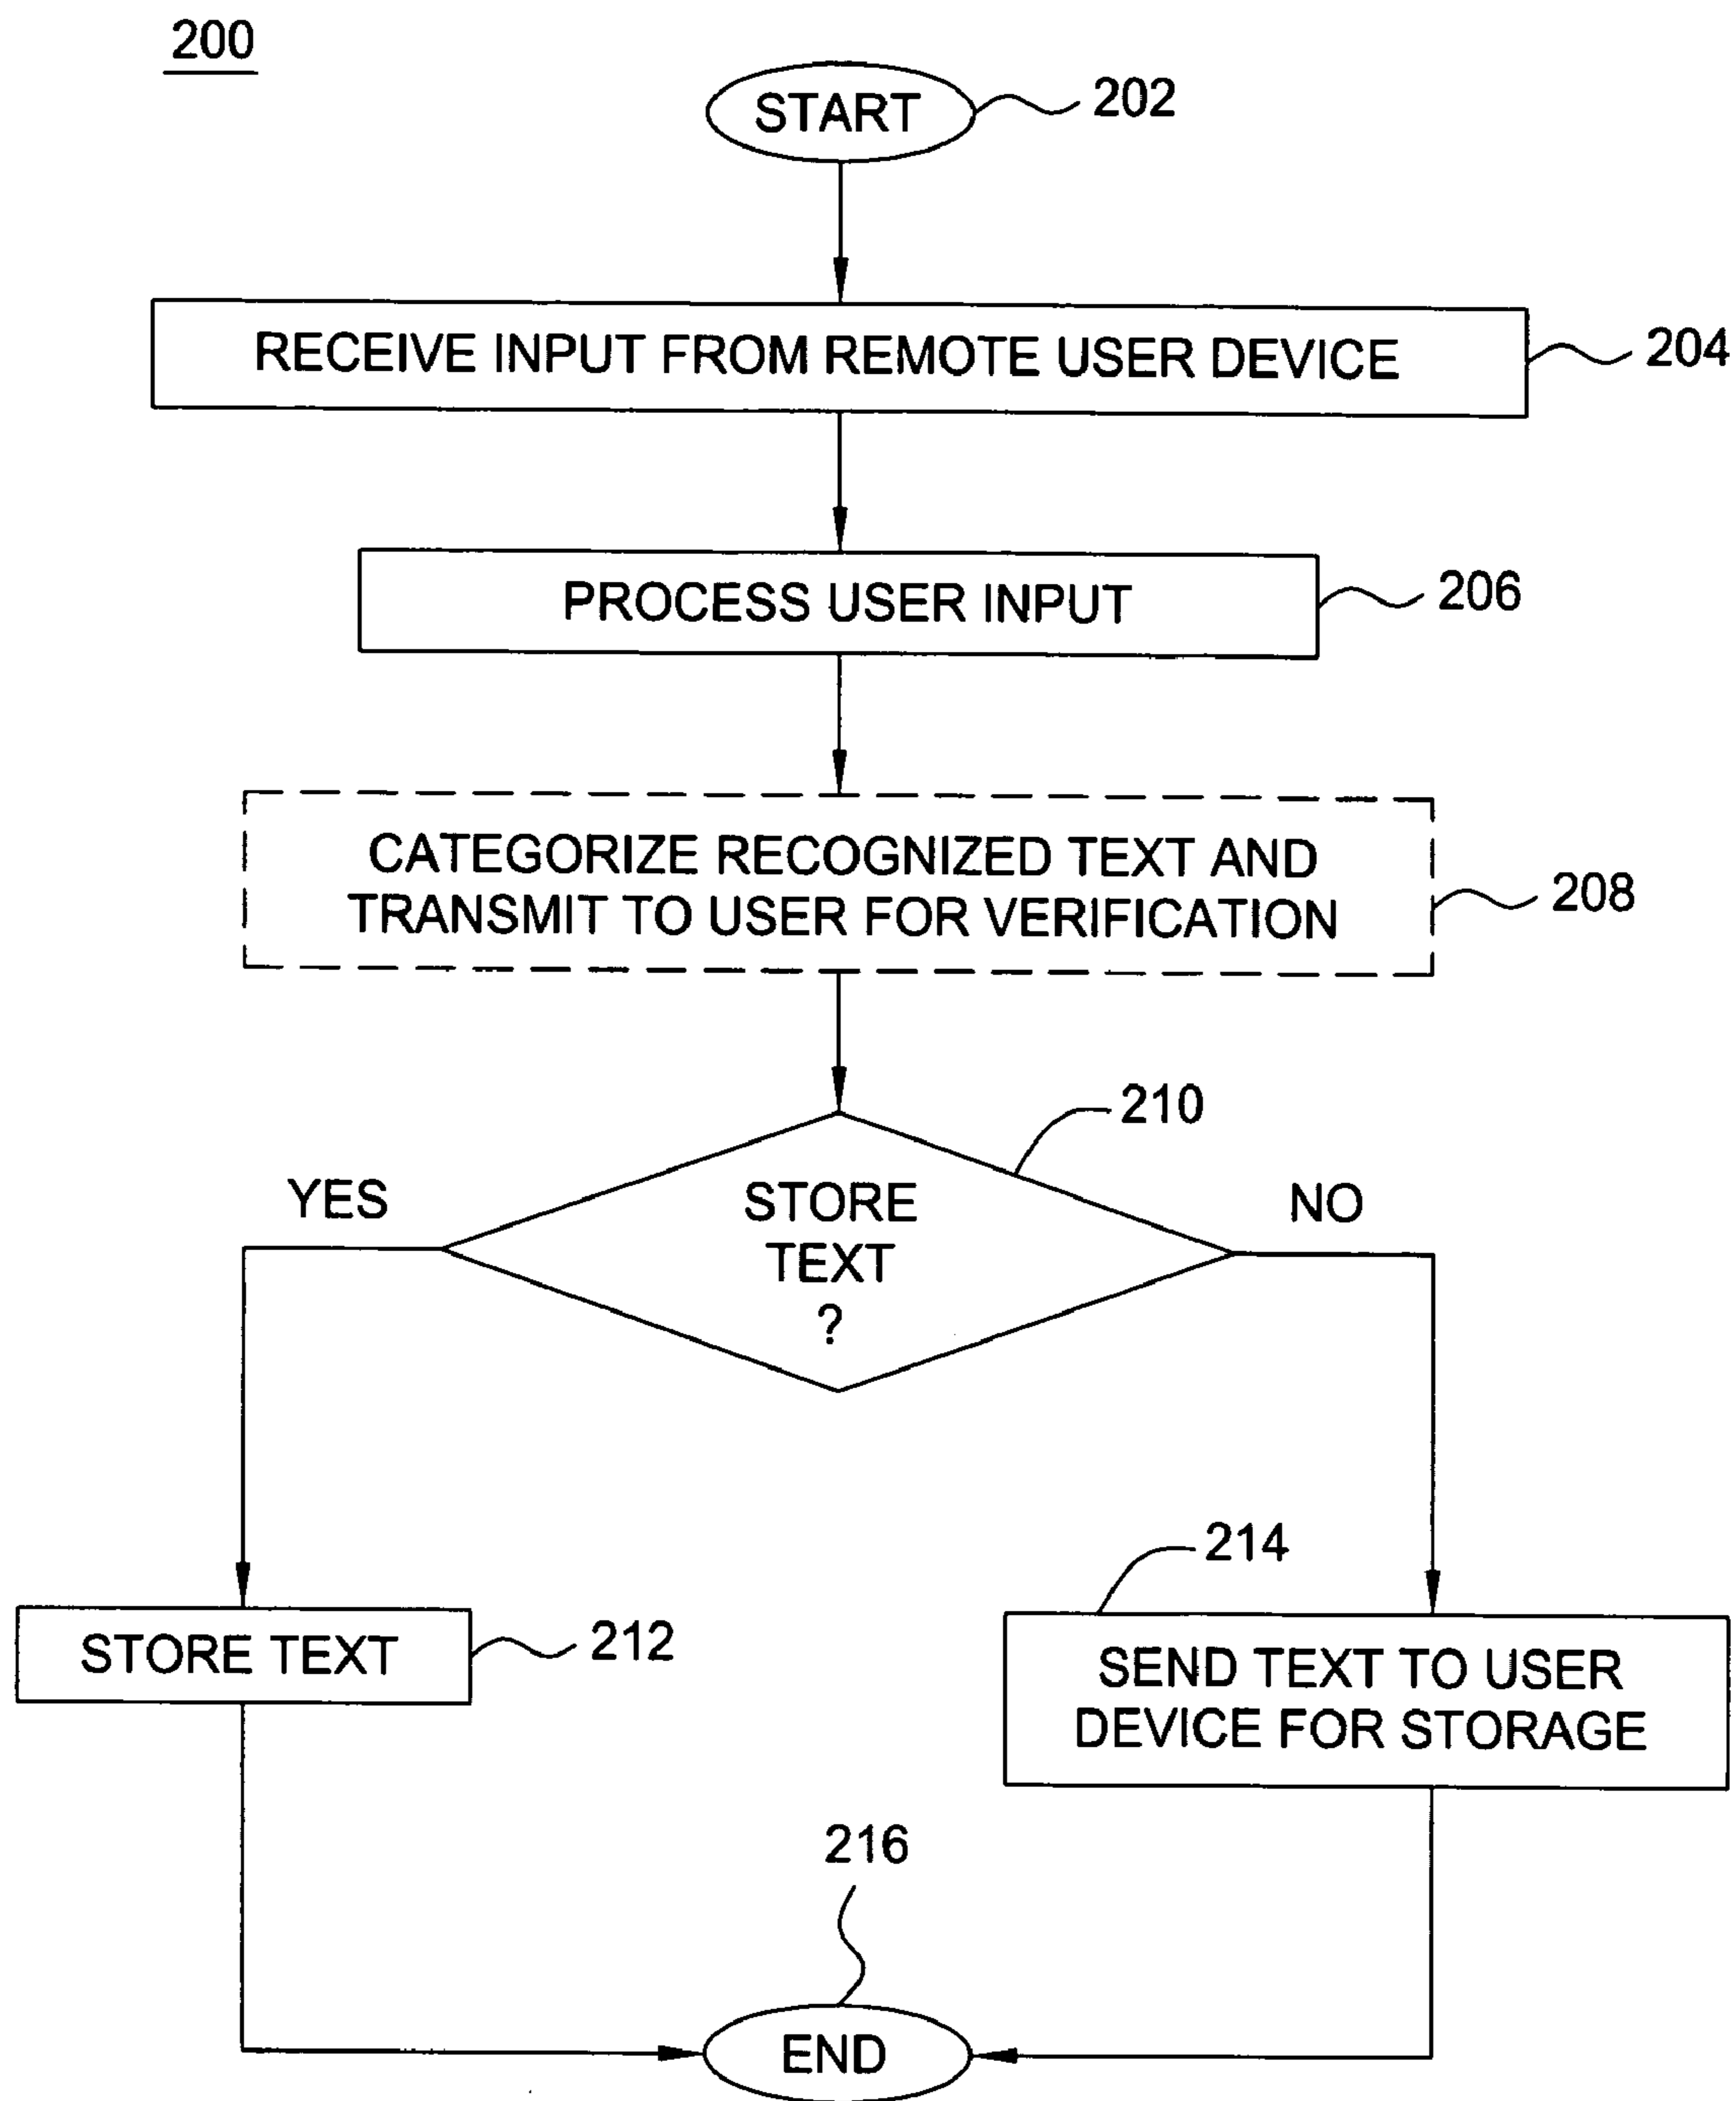 200
START
202
RECEIVE INPUT FROM REMOTE USER DEVICE
204
PROCESS USER INPUT
206
CATEGORIZE RECOGNIZED TEXT AND
TRANSMIT TO USER FOR VERIFICATION
208
210
YES
STORE
TEXT
?
NO
STORE TEXT
212
214
SEND TEXT TO USER
DEVICE FOR STORAGE
216
END